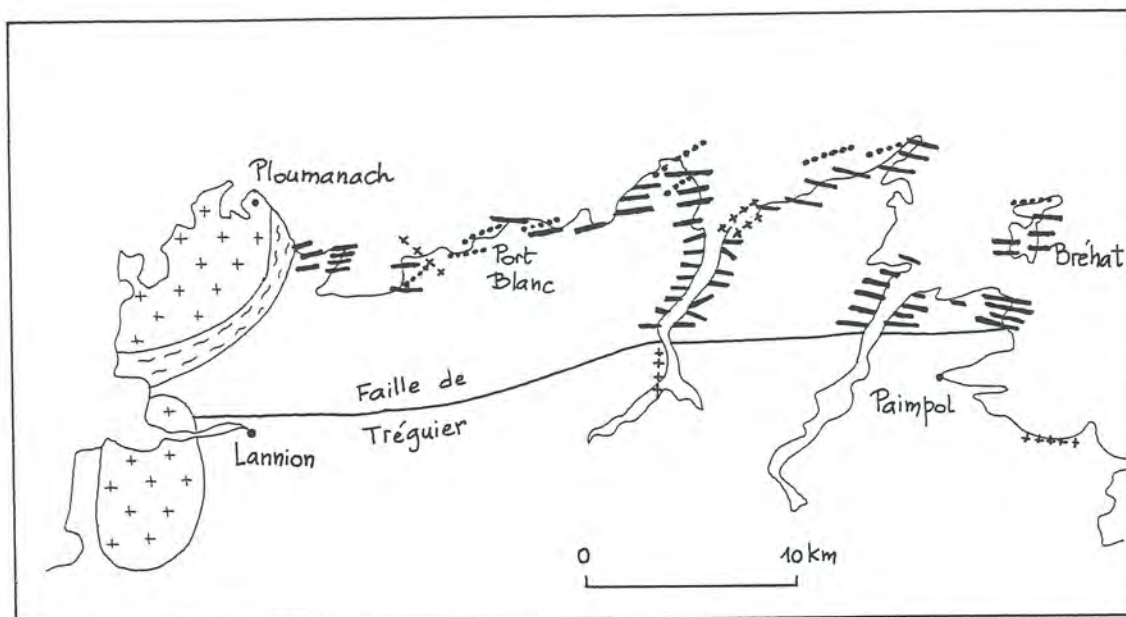 Ploumanach
Port
Blanc
Bréhat
Faille de
Tréguier
Paimpol
Lannion
0 10 km